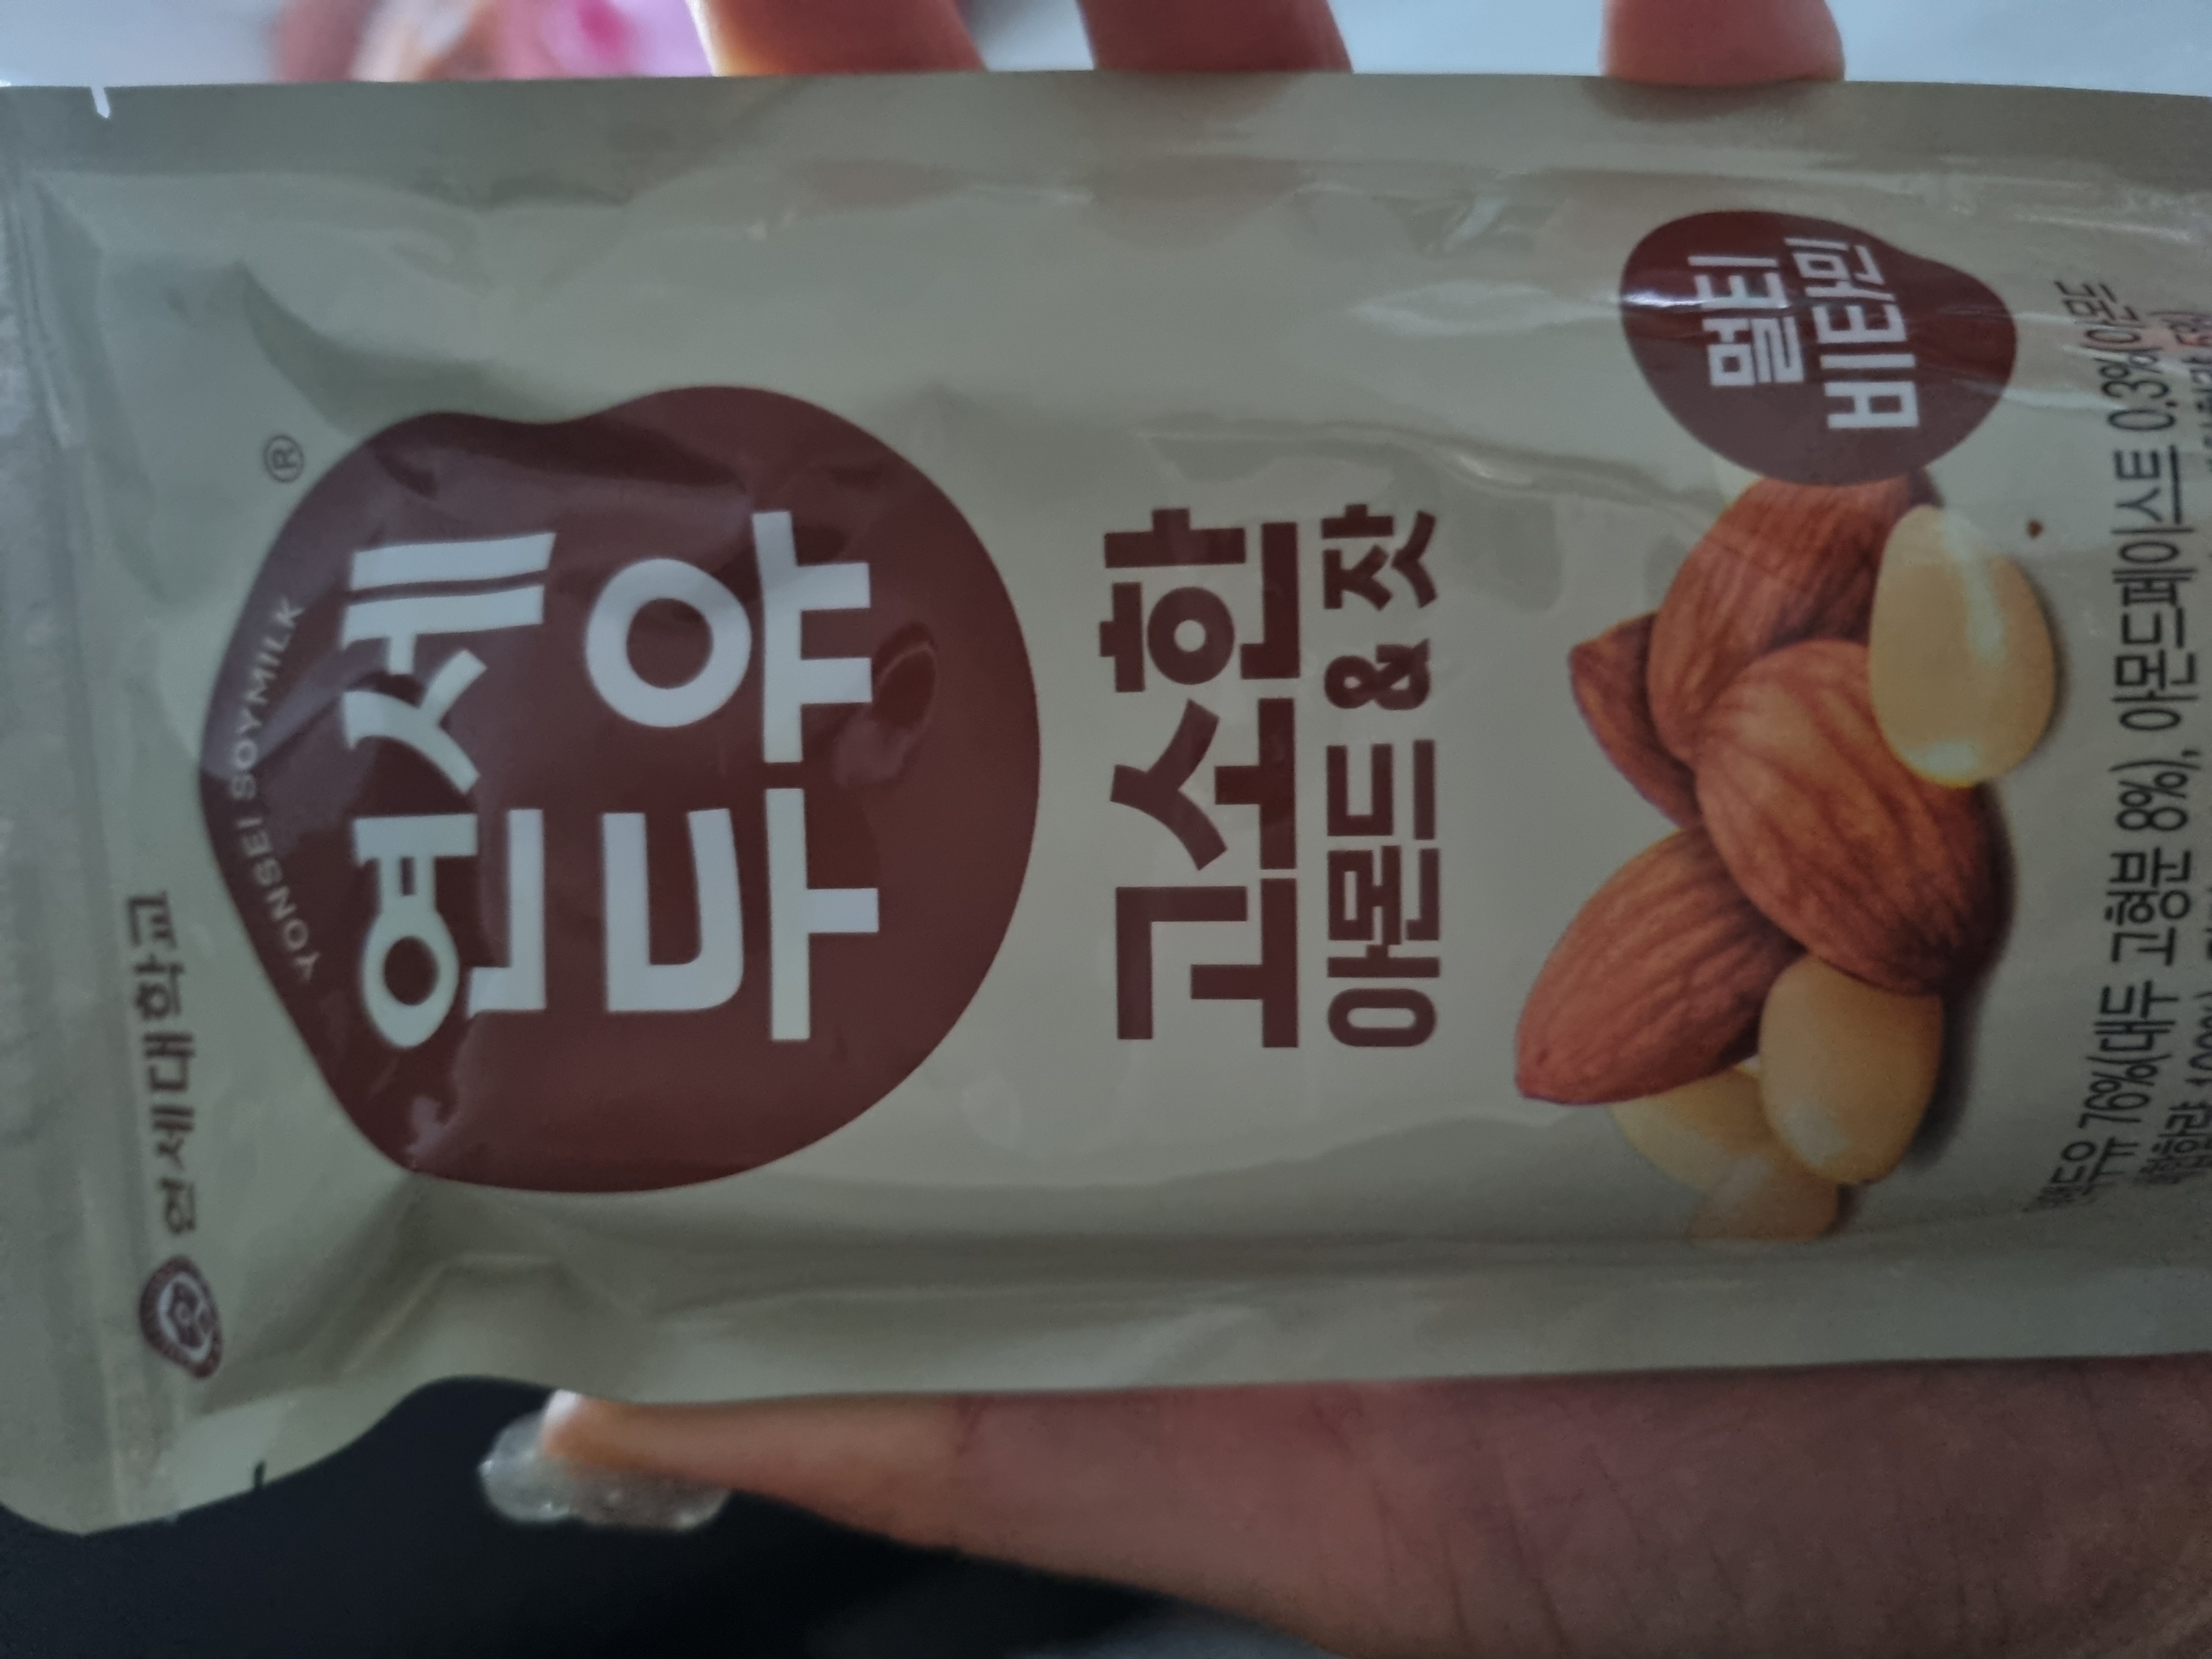 연세대학교
®
YONSEI SOYMILK
연세
두유
고소한
아몬드 & 잣
멀티
비타민
두유 76%(대두 고형분 8%), 아몬드페이스트 0.3%(아몬드